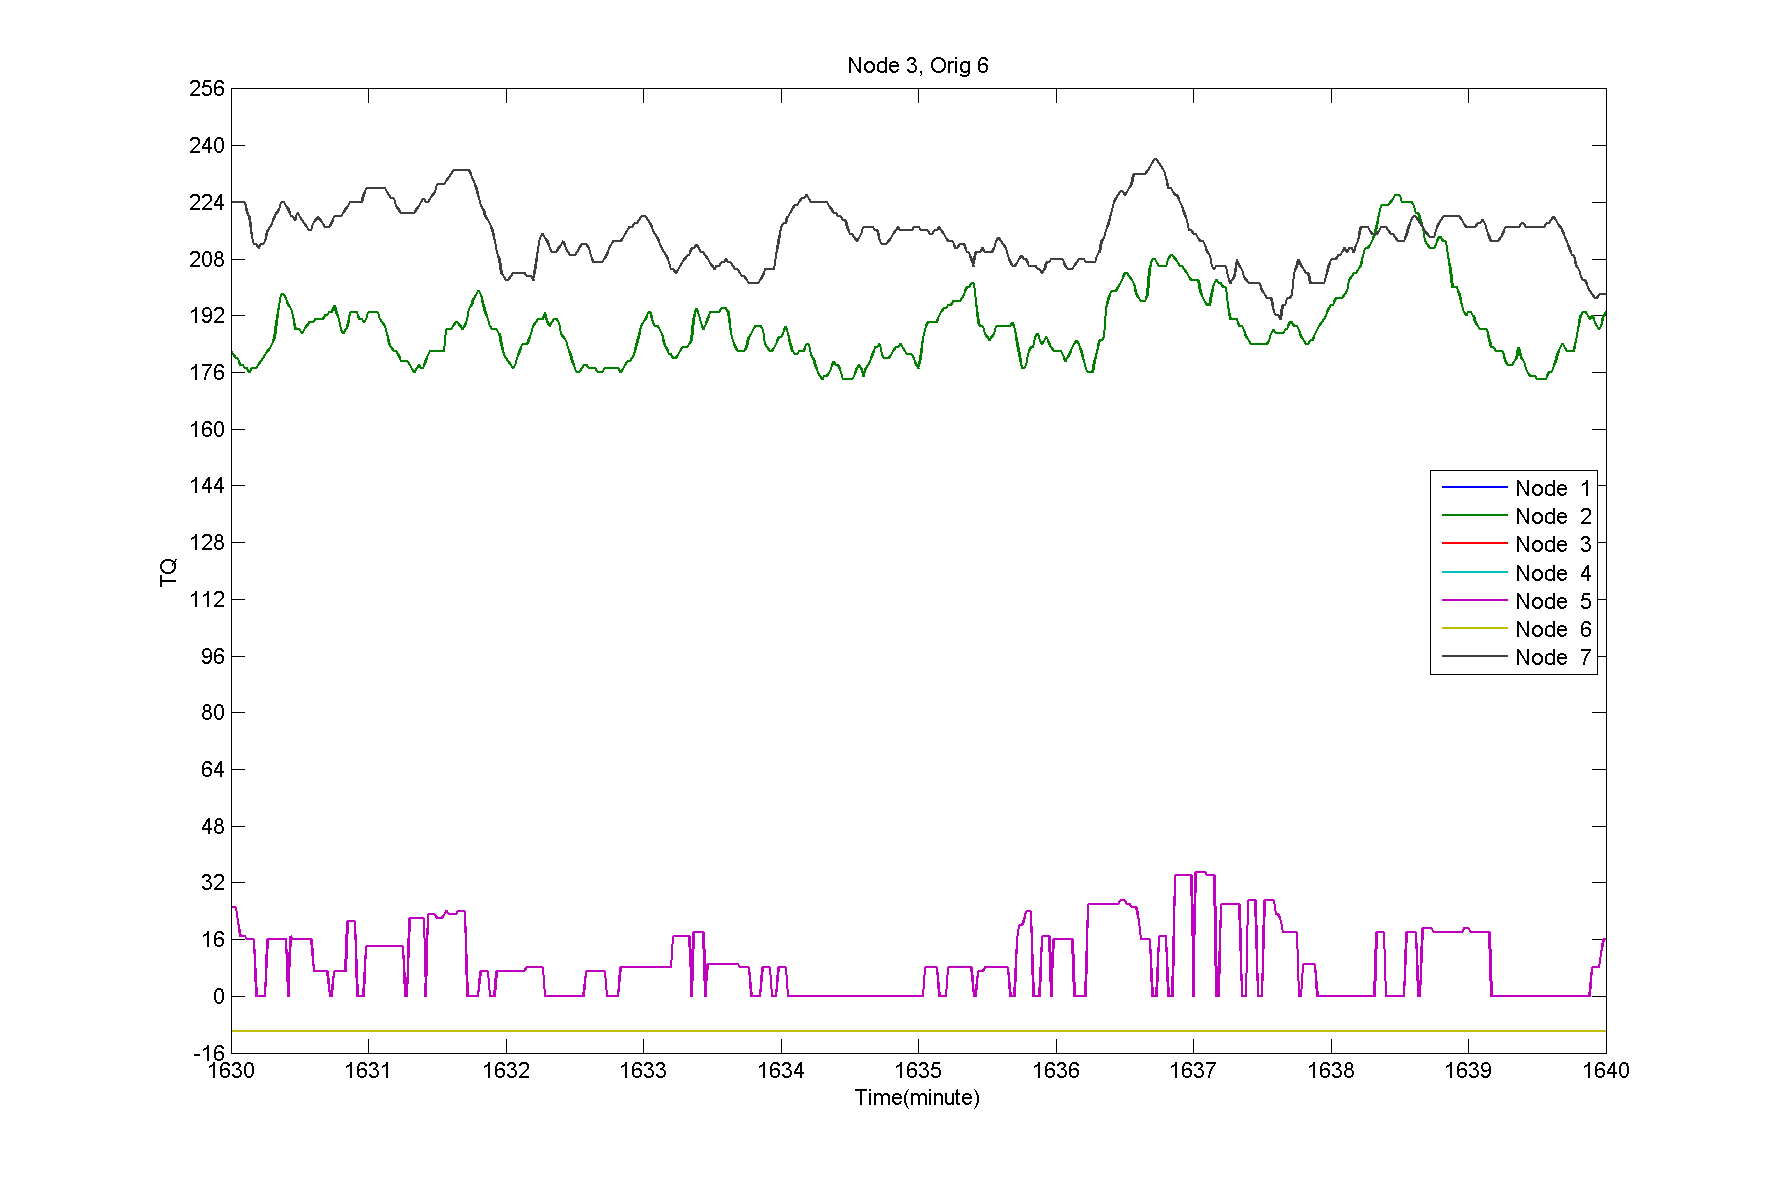 Node 3, Orig 6
256
240
224
208
192
176
160
144
128
112
96
80
64
48
32
16
0
-16
TQ
Node 1
Node 2
Node 3
Node 4
Node 5
Node 6
Node 7
1630 1631 1632 1633 1634 1635 1636 1637 1638 1639 1640
Time(minute)